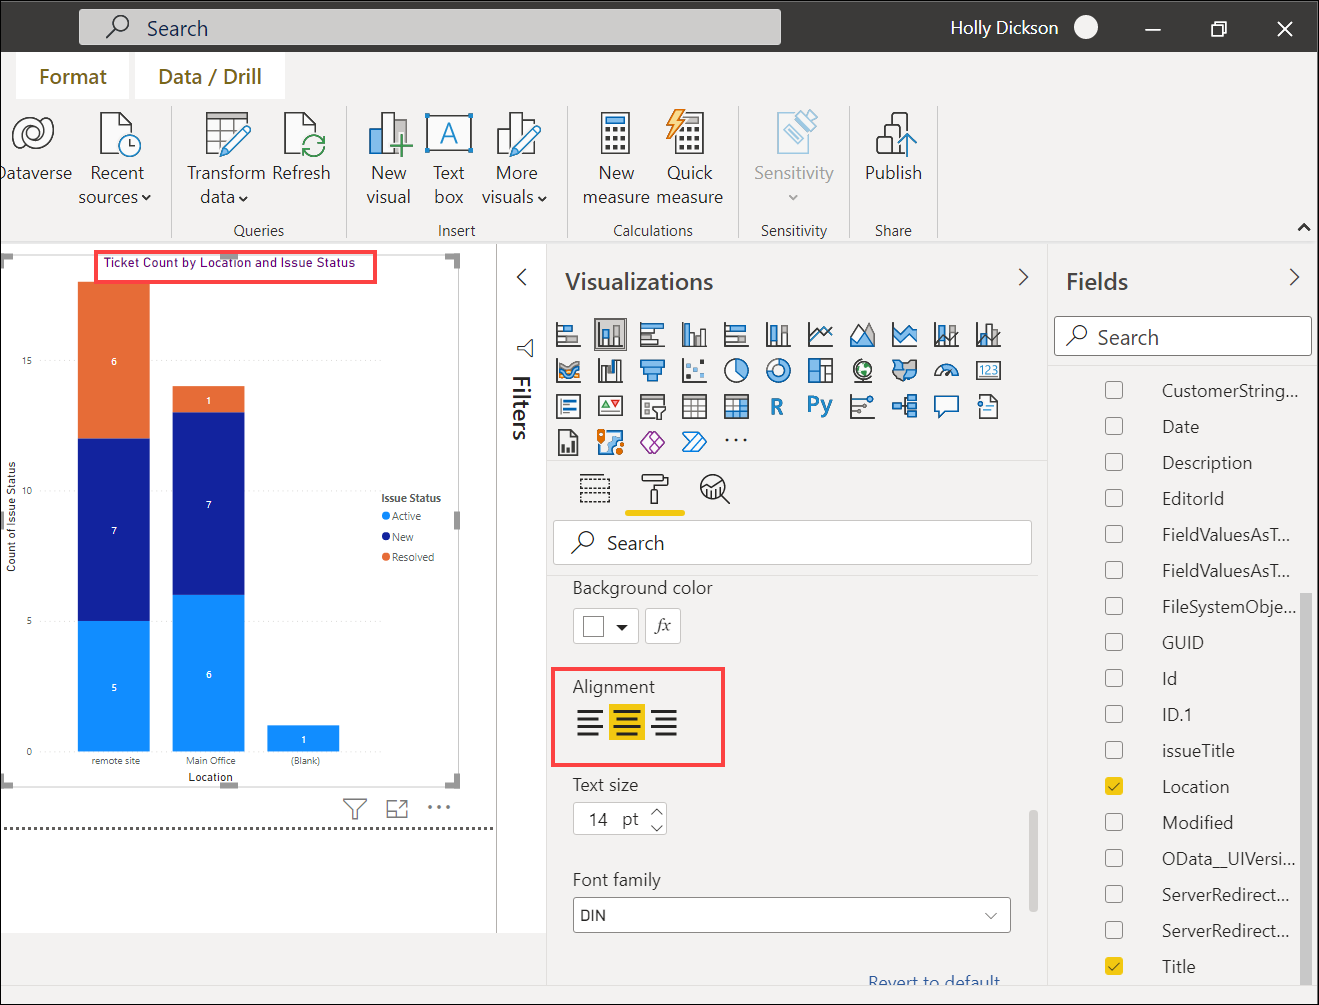 Search
Holly Dickson
Format
Data / Drill
Dataverse
Recent
sources
Transform
data
Refresh
Queries
New
visual
Text
box
More
visuals
Insert
New
measure
Quick
measure
Calculations
Sensitivity
Sensitivity
Publish
Share
Ticket Count by Location and Issue Status
Count of Issue Status
15
10
5
0
6
7
5
1
7
6
1
remote site
Main Office
(Blank)
Location
Issue Status
Active
New
Resolved
Filters
Visualizations
123
R
Py
Search
Background color
fx
Alignment
Text size
14 pt
Font family
DIN
Revert to default
Fields
Search
CustomerString...
Date
Description
EditorId
FieldValuesAsT...
FieldValuesAsT...
FileSystemObje...
GUID
Id
ID.1
issueTitle
Location
Modified
OData__UIVersi...
ServerRedirect...
ServerRedirect...
Title